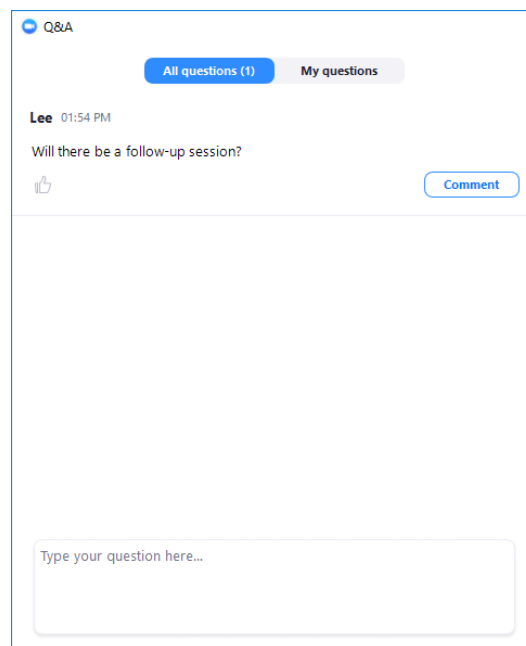 Q&A
All questions (1) My questions
Lee 01:54 PM
Will there be a follow-up session?
Comment
Type your question here...